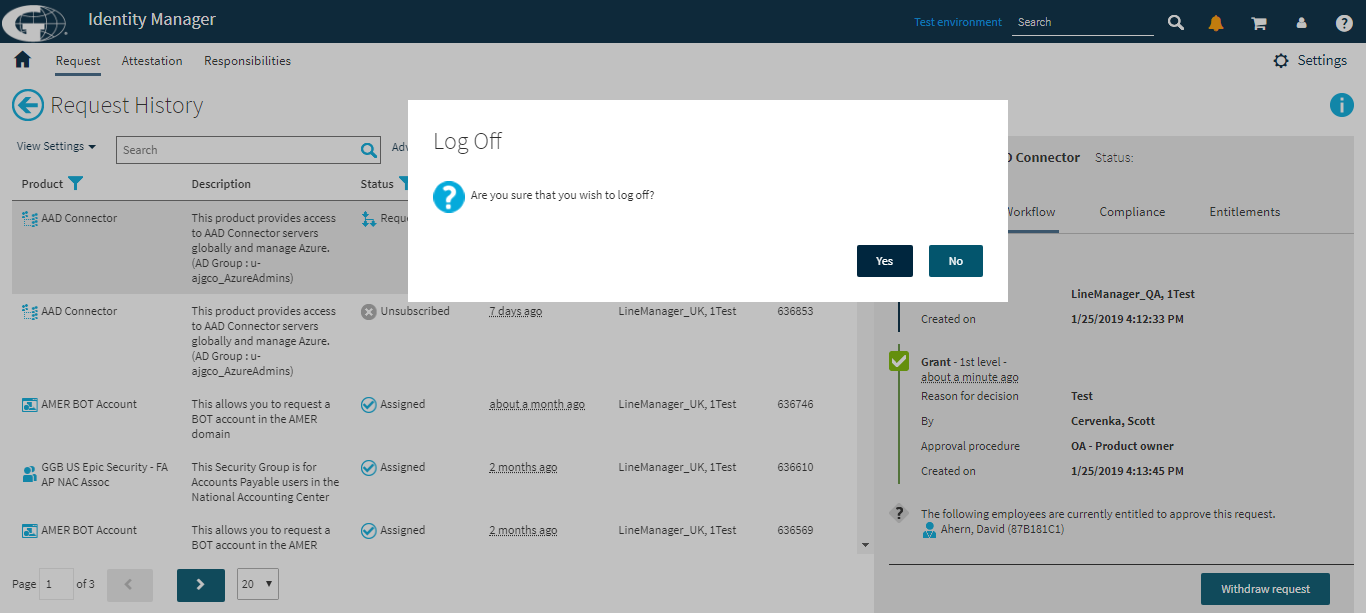 Identity Manager
Test environment
Search
Request
Attestation
Responsibilities
Settings
Request History
View Settings
Search
Adv
Product
Description
Status
AAD Connector
This product provides access
to AAD Connector servers
globally and manage Azure.
(AD Group : u-
ajgco_AzureAdmins)
Reque
AAD Connector
This product provides access
to AAD Connector servers
globally and manage Azure.
(AD Group : u-
ajgco_AzureAdmins)
Unsubscribed
7 days ago
LineManager_UK, 1Test
636853
AMER BOT Account
This allows you to request a
BOT account in the AMER
domain
Assigned
about a month ago
LineManager_UK, 1Test
636746
GGB US Epic Security - FA
AP NAC Assoc
This Security Group is for
Accounts Payable users in the
National Accounting Center
Assigned
2 months ago
LineManager_UK, 1Test
636610
AMER BOT Account
This allows you to request a
BOT account in the AMER
Assigned
2 months ago
LineManager_UK, 1Test
636569
Page 1 of 3
20
Log Off
Are you sure that you wish to log off?
Yes
No
D Connector
Status:
Workflow
Compliance
Entitlements
LineManager_QA, 1Test
Created on
1/25/2019 4:12:33 PM
Grant - 1st level -
about a minute ago
Reason for decision
Test
By
Cervenka, Scott
Approval procedure
OA - Product owner
Created on
1/25/2019 4:13:45 PM
The following employees are currently entitled to approve this request.
Ahern, David (87B181C1)
Withdraw request